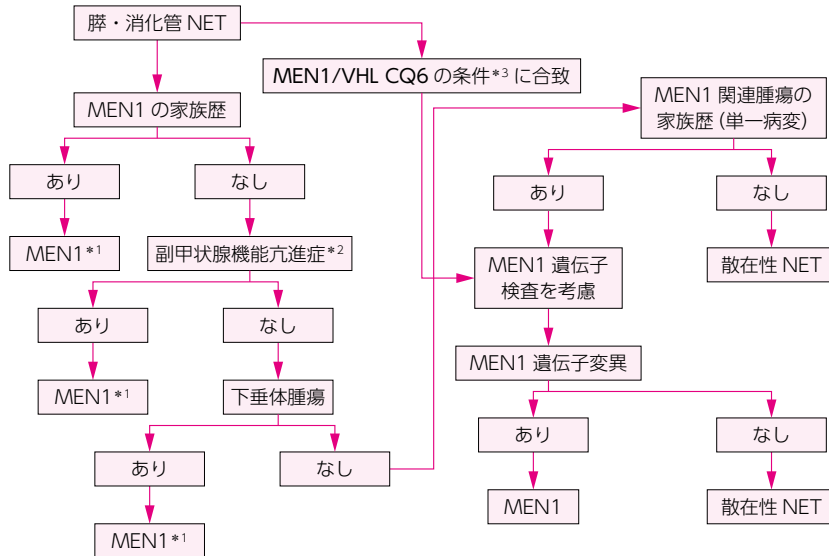 膵・消化管 NET
MEN1/VHL CQ6 の条件*3 に合致
MEN1 の家族歴
MEN1 関連腫瘍の
家族歴（単一病変）
あり
なし
あり
なし
MEN1*1
副甲状腺機能亢進症*2
MEN1 遺伝子
検査を考慮
散在性 NET
あり
なし
MEN1 遺伝子変異
MEN1*1
下垂体腫瘍
あり
なし
あり
なし
MEN1*1
MEN1
散在性 NET